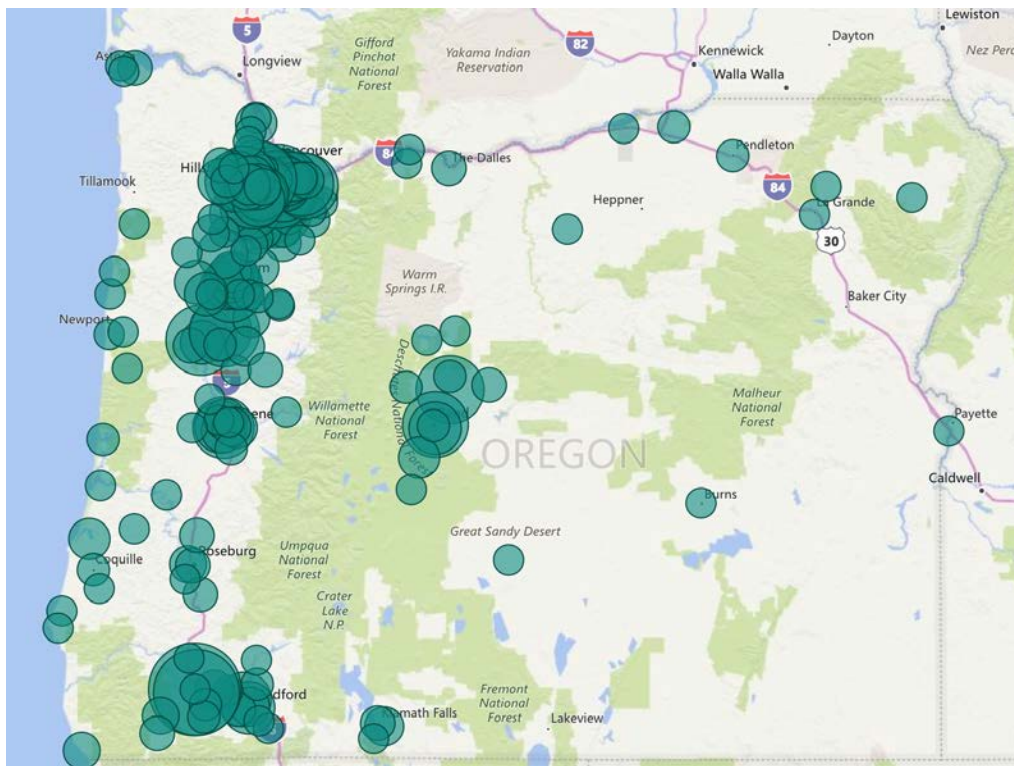 Lewiston
5
82
Dayton
Gifford
Pinchot
National
Forest
Yakama Indian
Reservation
Kennewick
Nez Perc
Longview
Walla Walla
Pendleton
84
The Dalles
84
Tillamook
Heppner
La Grande
30
Warm
Springs I.R.
Baker City
Newport
Deschutes National Forest
Willamette
National
Forest
Malheur
National
Forest
Payette
OREGON
Caldwell
Burns
Great Sandy Desert
Roseburg
Umpqua
National
Forest
Coquille
Crater
Lake
N.P.
Fremont
National
Forest
Klamath Falls
Lakeview